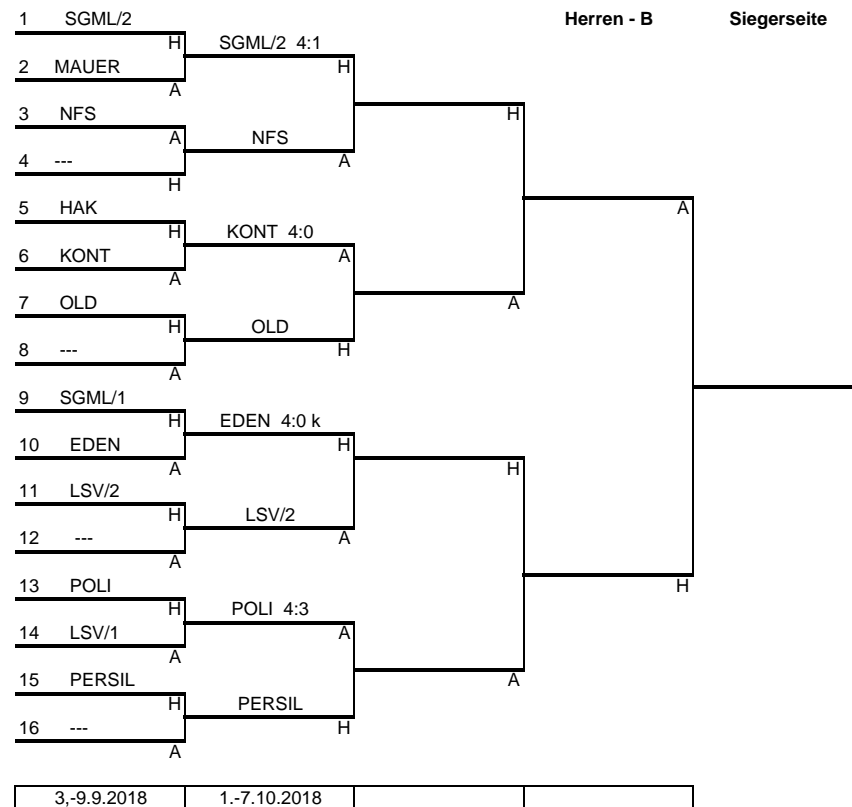 1 SGML/2 Herren - B Siegerseite
H SGML/2 4:1
2 MAUER H
A
3 NFS H
A NFS
4 --- A
H
5 HAK A
H KONT 4:0
6 KONT A
A
7 OLD A
H OLD
8 --- H
A
9 SGML/1
H EDEN 4:0 k
10 EDEN H H
A
11 LSV/2
H LSV/2
12 --- A
A
13 POLI H
H POLI 4:3
14 LSV/1 A
A
15 PERSIL A
H PERSIL
16 --- H
A
3,-9.9.2018 1.-7.10.2018